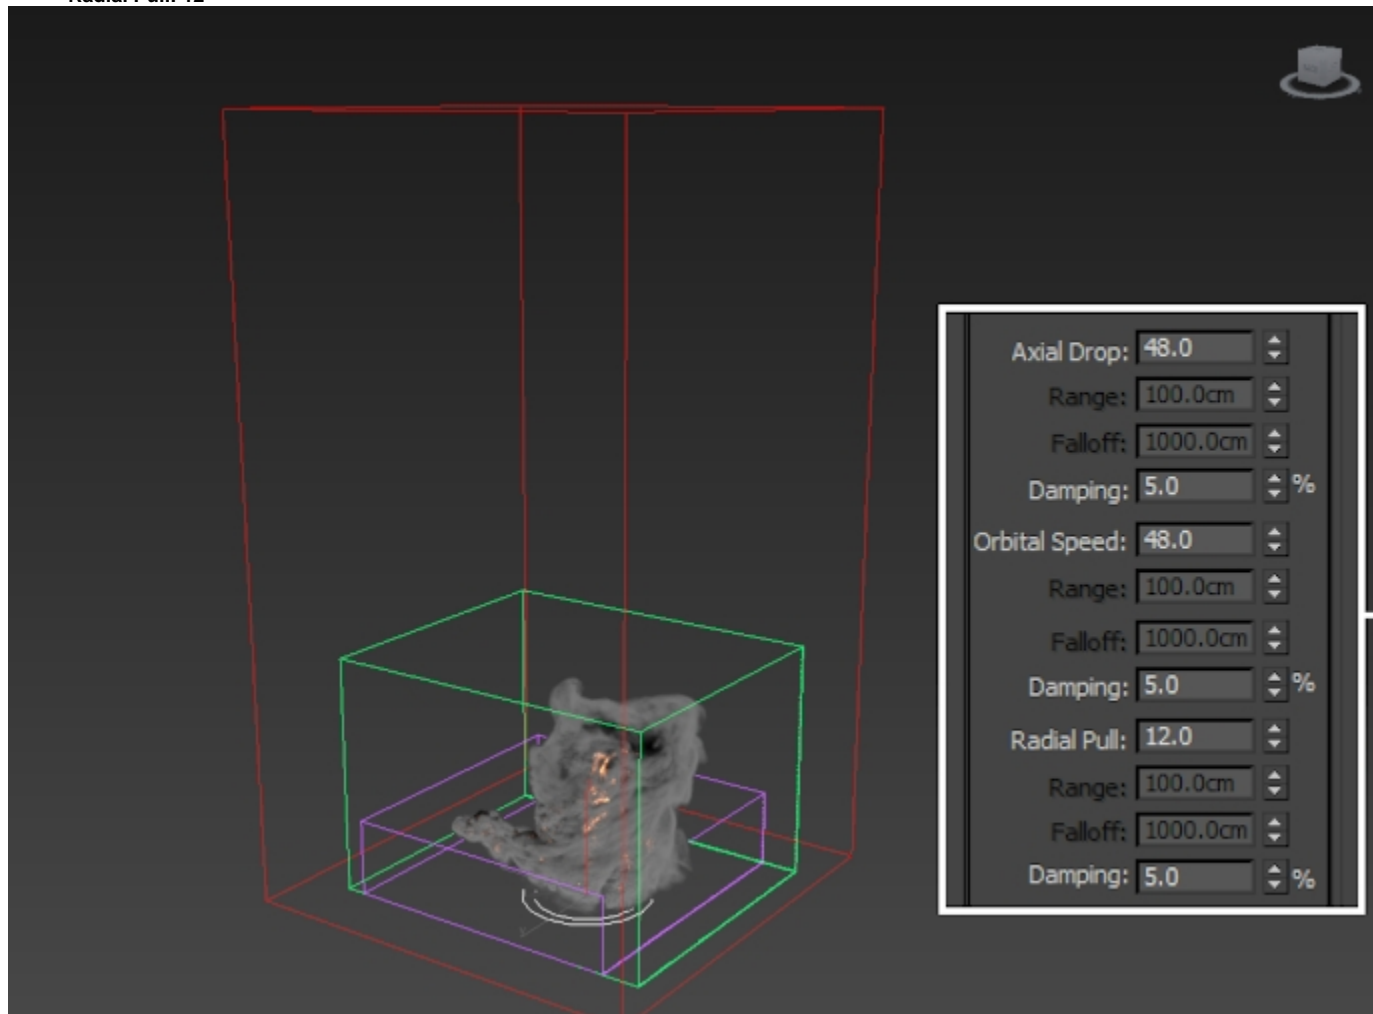 Radial Pull: 12
Axial Drop: 48.0
Range: 100.0cm
Falloff: 1000.0cm
Damping: 5.0 %
Orbital Speed: 48.0
Range: 100.0cm
Falloff: 1000.0cm
Damping: 5.0 %
Radial Pull: 12.0
Range: 100.0cm
Falloff: 1000.0cm
Damping: 5.0 %